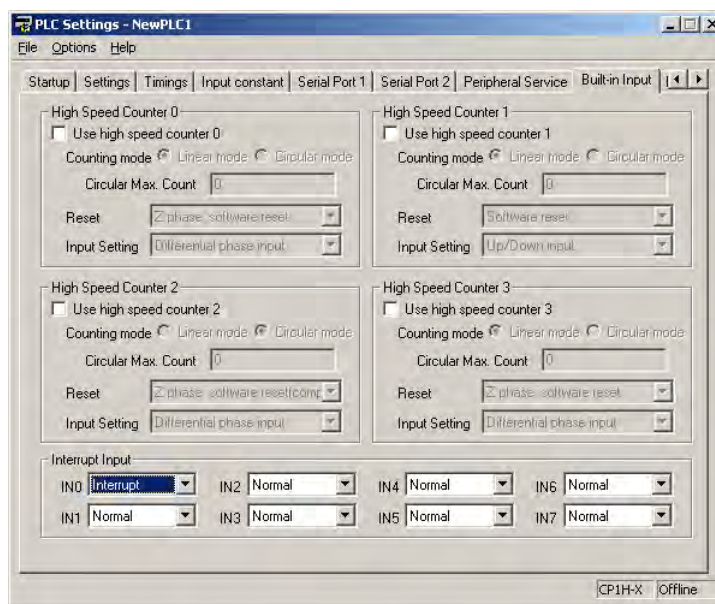 PLC Settings - NewPLC1
File Options Help
Startup Settings Timings Input constant Serial Port 1 Serial Port 2 Peripheral Service Built-in Input
High Speed Counter 0
Use high speed counter 0
Counting mode Linear mode Circular mode
Circular Max. Count 0
Reset Z phase, software reset
Input Setting Differential phase input
High Speed Counter 1
Use high speed counter 1
Counting mode Linear mode Circular mode
Circular Max. Count 0
Reset Software reset
Input Setting Up/Down input
High Speed Counter 2
Use high speed counter 2
Counting mode Linear mode Circular mode
Circular Max. Count 0
Reset Z phase, software reset(comp
Input Setting Differential phase input
High Speed Counter 3
Use high speed counter 3
Counting mode Linear mode Circular mode
Circular Max. Count 0
Reset Z phase, software reset
Input Setting Differential phase input
Interrupt Input
IN0 Interrupt IN2 Normal IN4 Normal IN6 Normal
IN1 Normal IN3 Normal IN5 Normal IN7 Normal
CP1H-X Offline